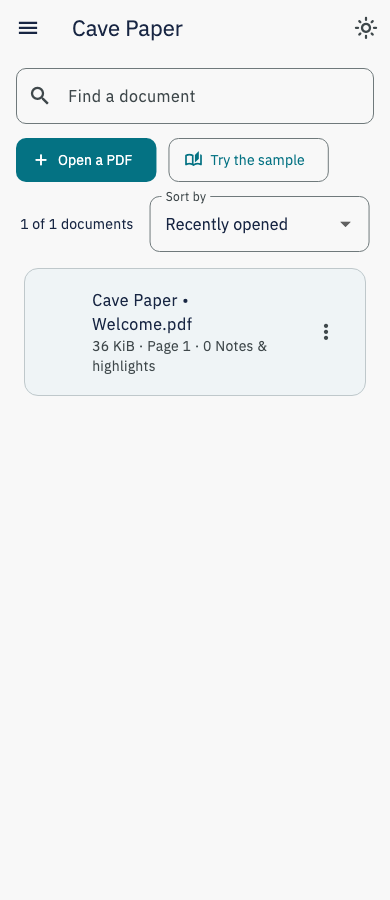 Cave Paper
Find a document
Open a PDF
Try the sample
Sort by
1 of 1 documents
Recently opened
Cave Paper •
Welcome.pdf
36 KiB · Page 1 · 0 Notes &
highlights